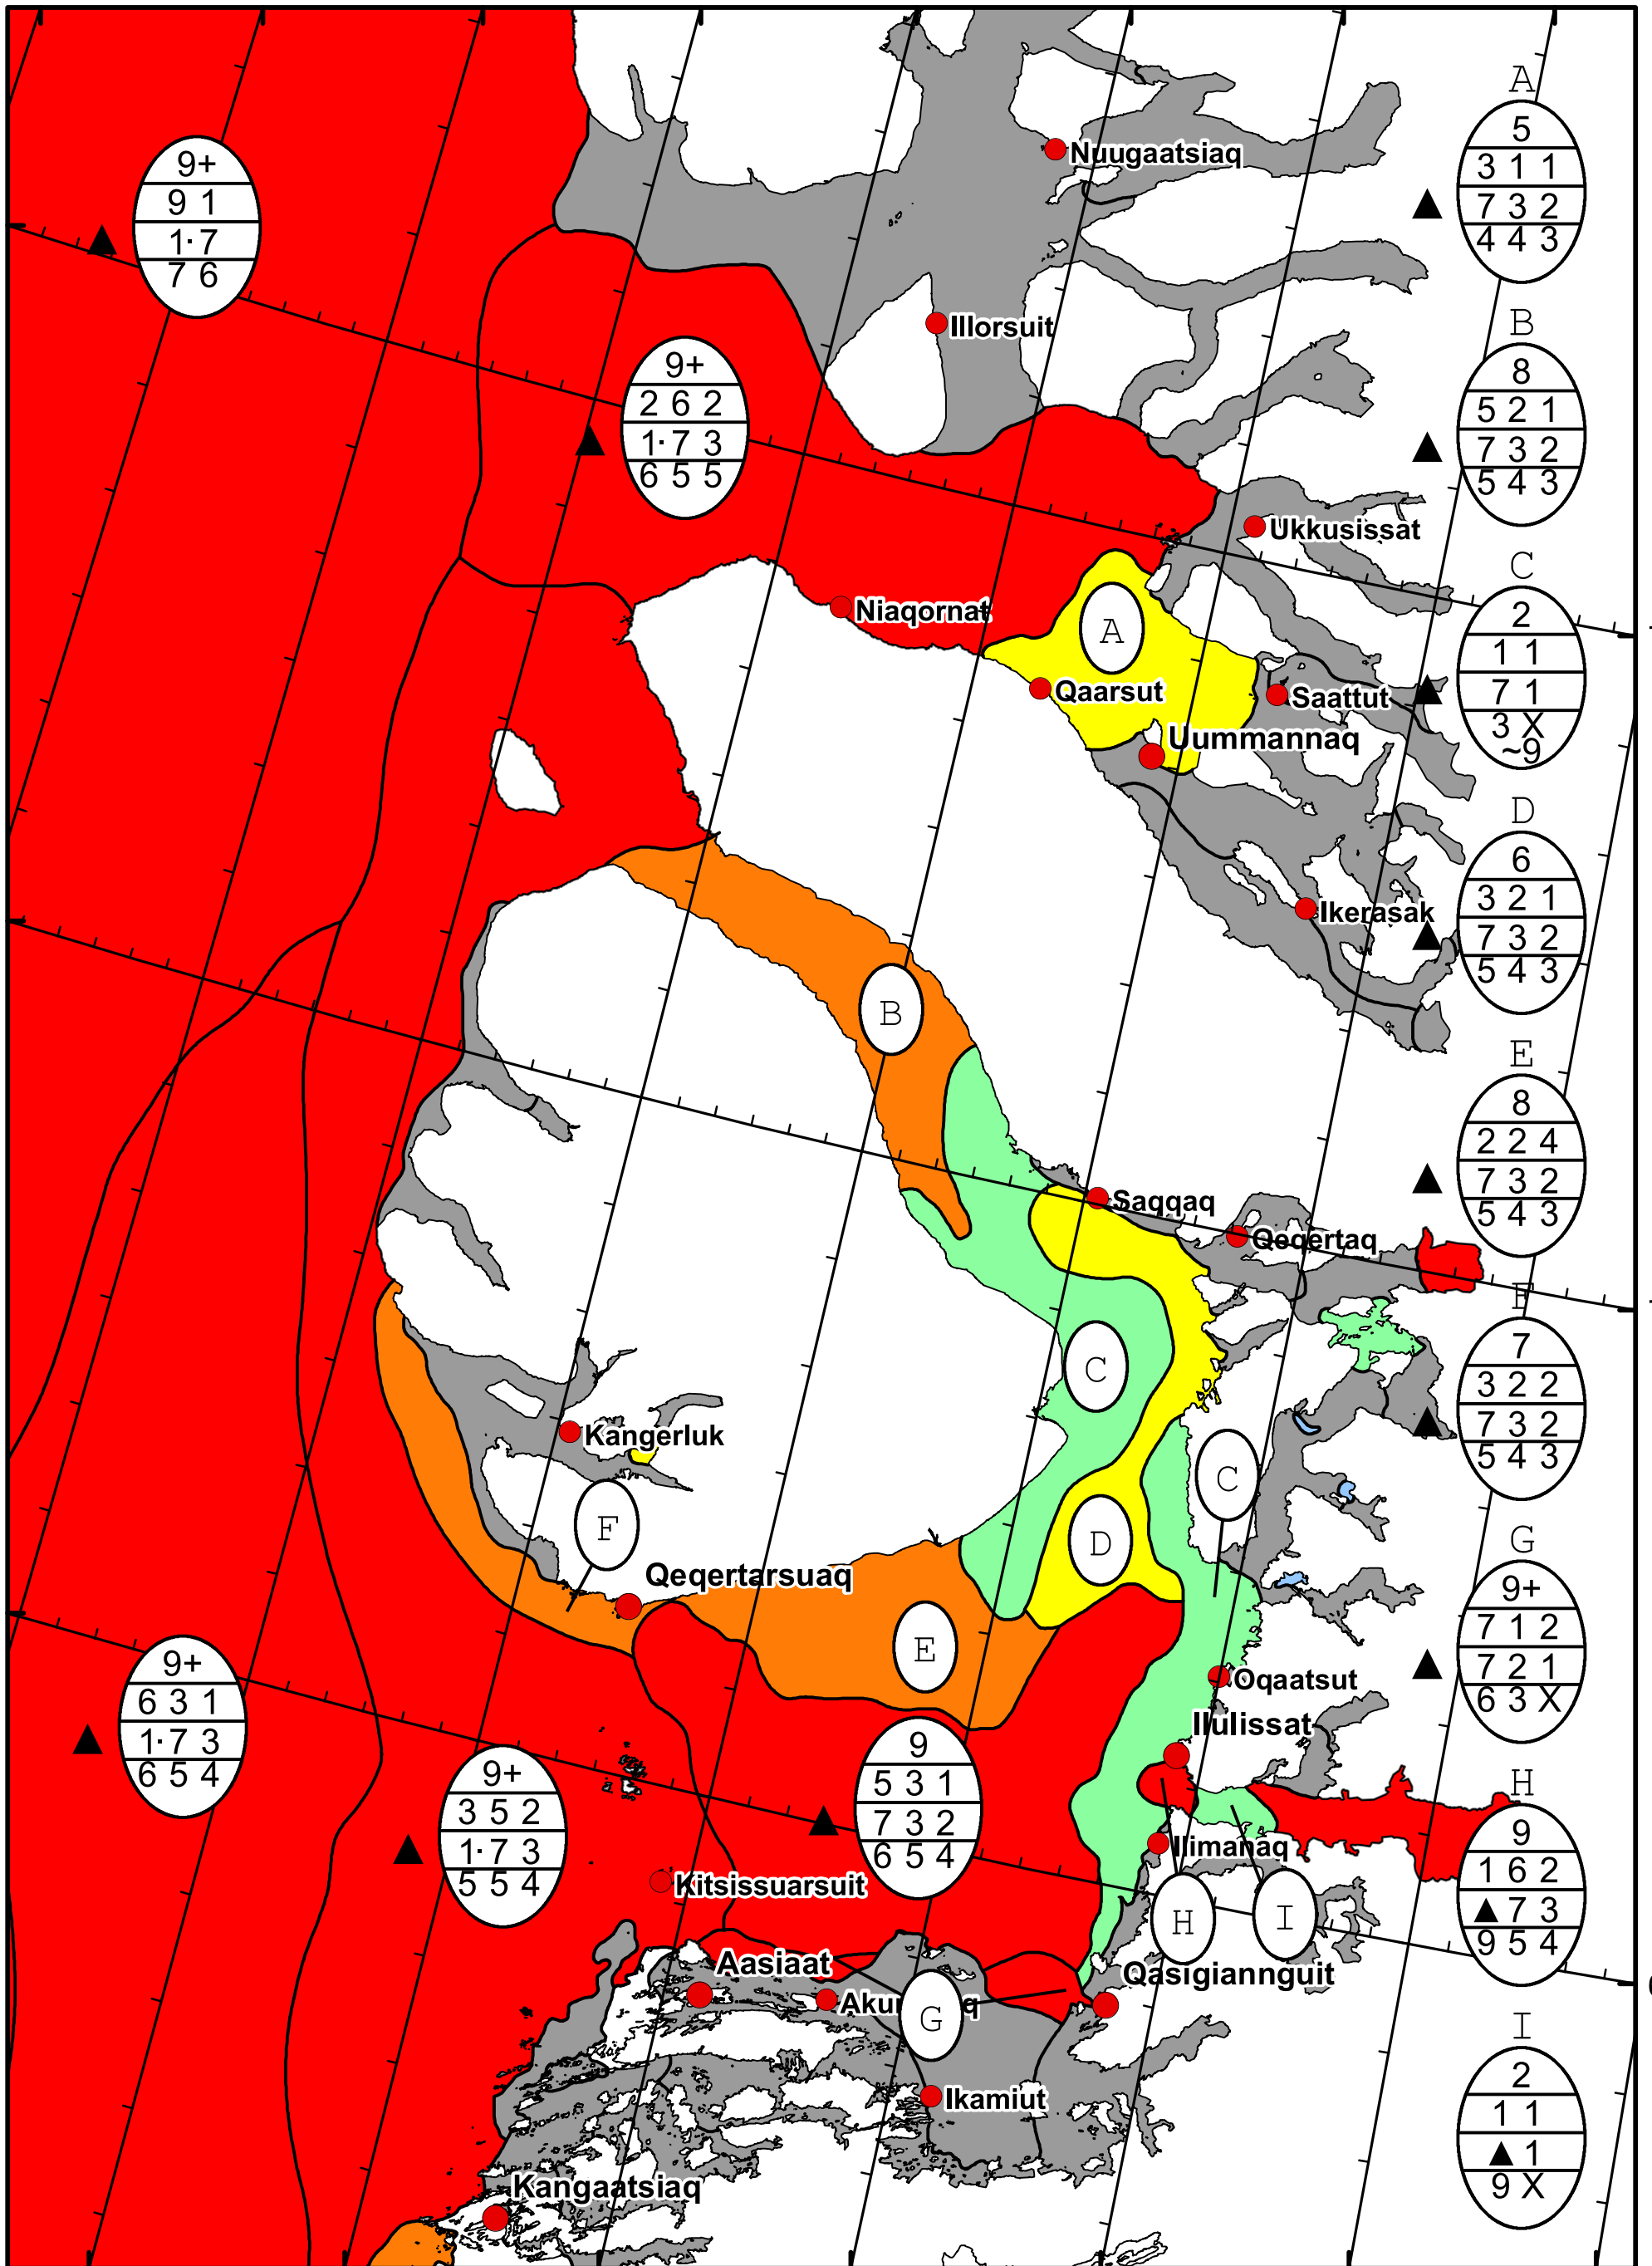 A
5
3 1 1
7 3 2
4 4 3
Nuugaatsiaq
9+
9 1
1· 7
7 6
B
8
5 2 1
7 3 2
5 4 3
Illorsuit
9+
2 6 2
1· 7 3
6 5 5
Ukkusissat
C
2
1 1
7 1
3 X
~9
Niaqornat
A
Qaarsut
Saattut
Uummannaq
D
6
3 2 1
7 3 2
5 4 3
Ikerasak
B
E
8
2 2 4
7 3 2
5 4 3
Saqqaq
Qeqertaq
F
7
3 2 2
7 3 2
5 4 3
C
Kangerluk
C
F
D
Qeqertarsuaq
E
G
9+
7 1 2
7 2 1
6 3 X
Oqaatsut
Ilulissat
9+
6 3 1
1· 7 3
6 5 4
9+
3 5 2
1· 7 3
5 5 4
9
5 3 1
7 3 2
6 5 4
H
9
1 6 2
▲ 7 3
9 5 4
Ilimanaq
Kitsissuarsuit
H
I
Aasiaat
Qasigiannguit
G
Ikamiut
I
2
1 1
▲ 1
9 X
Kangaatsiaq